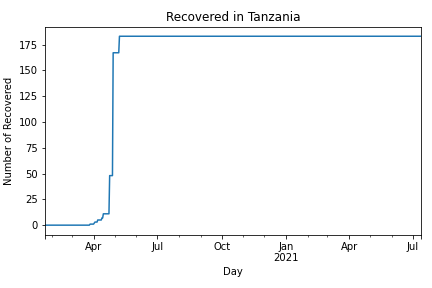 Recovered in Tanzania
175
150
125
100
75
50
25
0
Number of Recovered
Apr
Jul
Oct
Jan
2021
Apr
Jul
Day